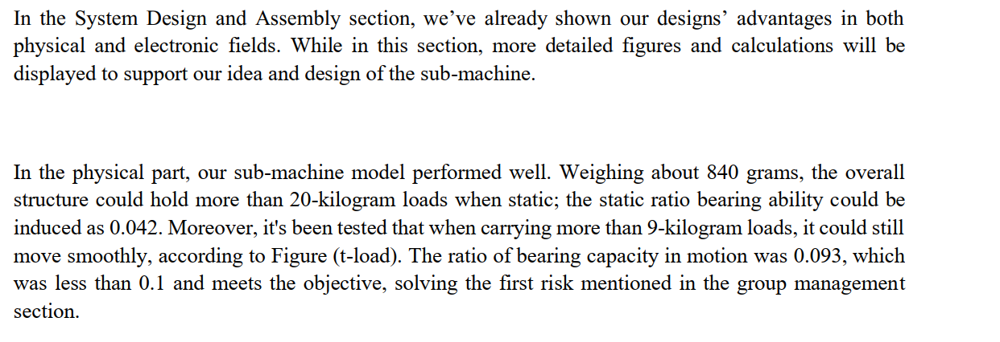 In the System Design and Assembly section, we’ve already shown our designs’ advantages in both
physical and electronic fields. While in this section, more detailed figures and calculations will be
displayed to support our idea and design of the sub-machine.
In the physical part, our sub-machine model performed well. Weighing about 840 grams, the overall
structure could hold more than 20-kilogram loads when static; the static ratio bearing ability could be
induced as 0.042. Moreover, it's been tested that when carrying more than 9-kilogram loads, it could still
move smoothly, according to Figure (t-load). The ratio of bearing capacity in motion was 0.093, which
was less than 0.1 and meets the objective, solving the first risk mentioned in the group management
section.